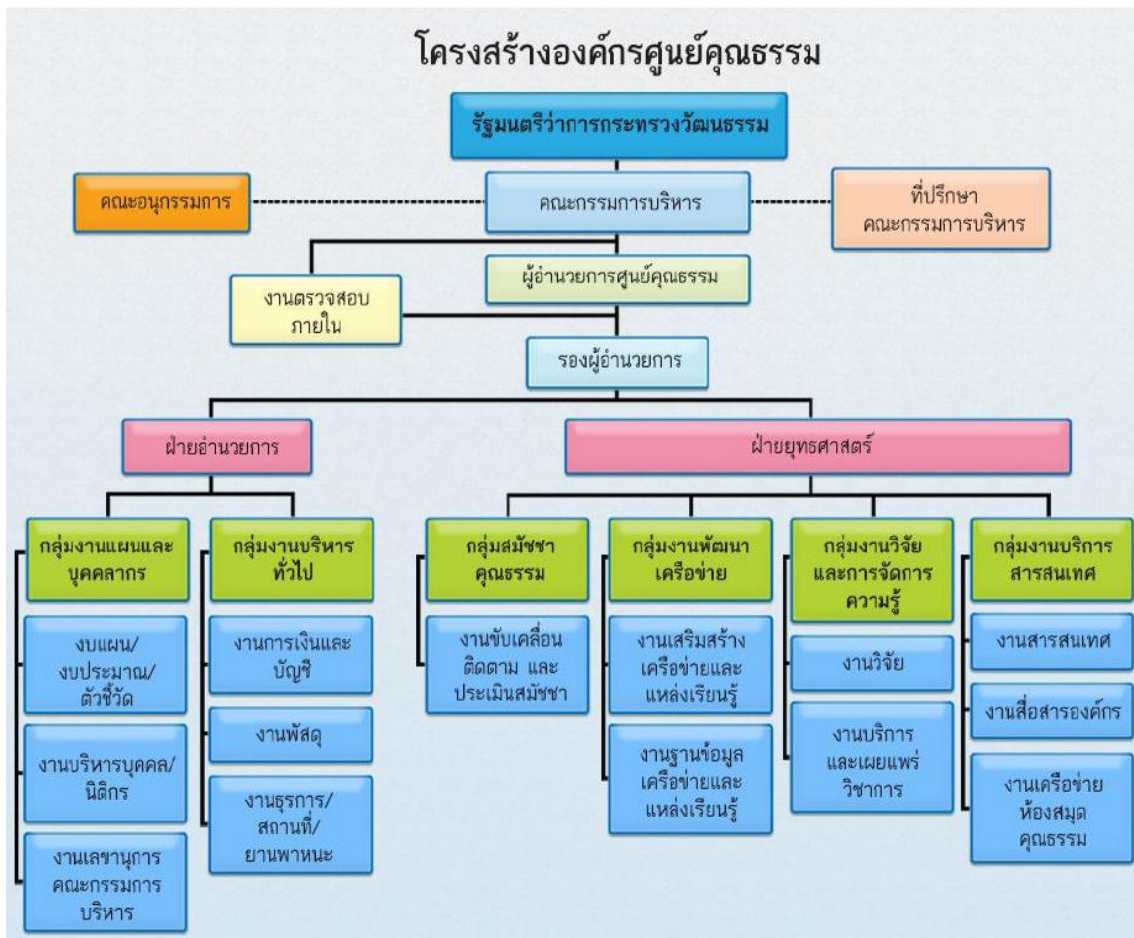 โครงสร้างองค์กรศูนย์คุณธรรม
รัฐมนตรีว่าการกระทรวงวัฒนธรรม
คณะอนุกรรมการ
คณะกรรมการบริหาร
ที่ปรึกษา
คณะกรรมการบริหาร
ผู้อำนวยการศูนย์คุณธรรม
งานตรวจสอบ
ภายใน
รองผู้อำนวยการ
ฝ่ายอำนวยการ
ฝ่ายยุทธศาสตร์
กลุ่มงานแผนและ
บุคคลากร
งบแผน/
งบประมาณ/
ตัวชี้วัด
งานบริหารบุคคล/
นิติกร
งานเลขานุการ
คณะกรรมการ
บริหาร
กลุ่มงานบริหาร
ทั่วไป
งานการเงินและ
บัญชี
งานพัสดุ
งานธุรการ/
สถานที่/
ยานพาหนะ
กลุ่มสมัชชา
คุณธรรม
งานขับเคลื่อน
ติดตาม และ
ประเมินสมัชชา
กลุ่มงานพัฒนา
เครือข่าย
งานเสริมสร้าง
เครือข่ายและ
แหล่งเรียนรู้
งานฐานข้อมูล
เครือข่ายและ
แหล่งเรียนรู้
กลุ่มงานวิจัย
และการจัดการ
ความรู้
งานวิจัย
งานบริการ
และเผยแพร่
วิชาการ
กลุ่มงานบริการ
สารสนเทศ
งานสารสนเทศ
งานสื่อสารองค์กร
งานเครือข่าย
ห้องสมุด
คุณธรรม